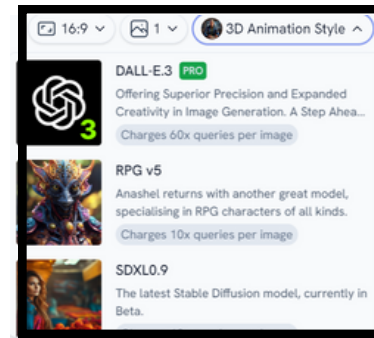 16:9 1 3D Animation Style
DALL-E.3 PRO
Offering Superior Precision and Expanded
Creativity in Image Generation. A Step Ahea...
Charges 60x queries per image
3
RPG v5
Anashel returns with another great model,
specialising in RPG characters of all kinds.
Charges 10x queries per image
SDXL0.9
The latest Stable Diffusion model, currently in
Beta.